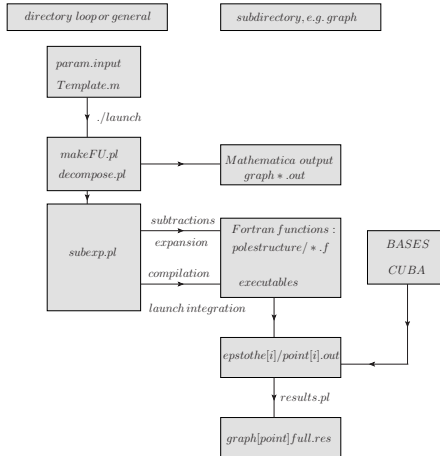 directory loop or general
subdirectory, e.g. graph
param.input
Template.m
./launch
makeFU.pl
decompose.pl
Mathematica output
graph * .out
subexp.pl
subtractions
expansion
compilation
launch integration
Fortran functions :
polestructure/ * .f
executables
BASES
CUBA
epstothe[i]/point[i].out
results.pl
graph[point]full.res